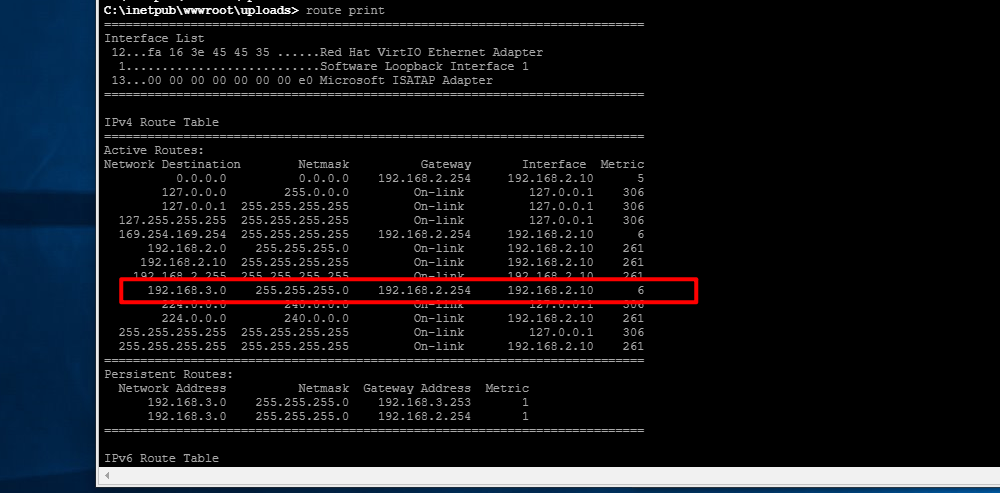 C:\inetpub\wwwroot\uploads> route print
===========================================================================
Interface List
12...fa 16 3e 45 45 35 ......Red Hat VirtIO Ethernet Adapter
1...........................Software Loopback Interface 1
13...00 00 00 00 00 00 00 e0 Microsoft ISATAP Adapter
===========================================================================
IPv4 Route Table
===========================================================================
Active Routes:
Network Destination        Netmask          Gateway       Interface  Metric
0.0.0.0          0.0.0.0    192.168.2.254     192.168.2.10      5
127.0.0.0        255.0.0.0         On-link         127.0.0.1    306
127.0.0.1  255.255.255.255         On-link         127.0.0.1    306
127.255.255.255  255.255.255.255         On-link         127.0.0.1    306
169.254.169.254  255.255.255.255    192.168.2.254     192.168.2.10      6
192.168.2.0    255.255.255.0         On-link      192.168.2.10    261
192.168.2.10  255.255.255.255         On-link      192.168.2.10    261
192.168.2.255  255.255.255.255         On-link      192.168.2.10    261
192.168.3.0    255.255.255.0    192.168.2.254     192.168.2.10      6
224.0.0.0        240.0.0.0         On-link         127.0.0.1    306
224.0.0.0        240.0.0.0         On-link      192.168.2.10    261
255.255.255.255  255.255.255.255         On-link         127.0.0.1    306
255.255.255.255  255.255.255.255         On-link      192.168.2.10    261
===========================================================================
Persistent Routes:
Network Address          Netmask  Gateway Address  Metric
192.168.3.0    255.255.255.0    192.168.3.253       1
192.168.3.0    255.255.255.0    192.168.2.254       1
===========================================================================
IPv6 Route Table